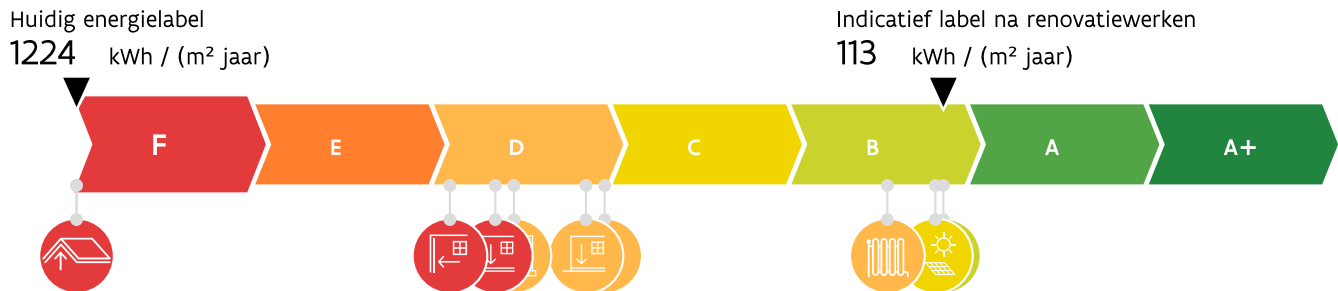 Huidig energielabel
1224 kWh / (m² jaar)
Indicatief label na renovatiewerken
113 kWh / (m² jaar)
F E D C B A A+